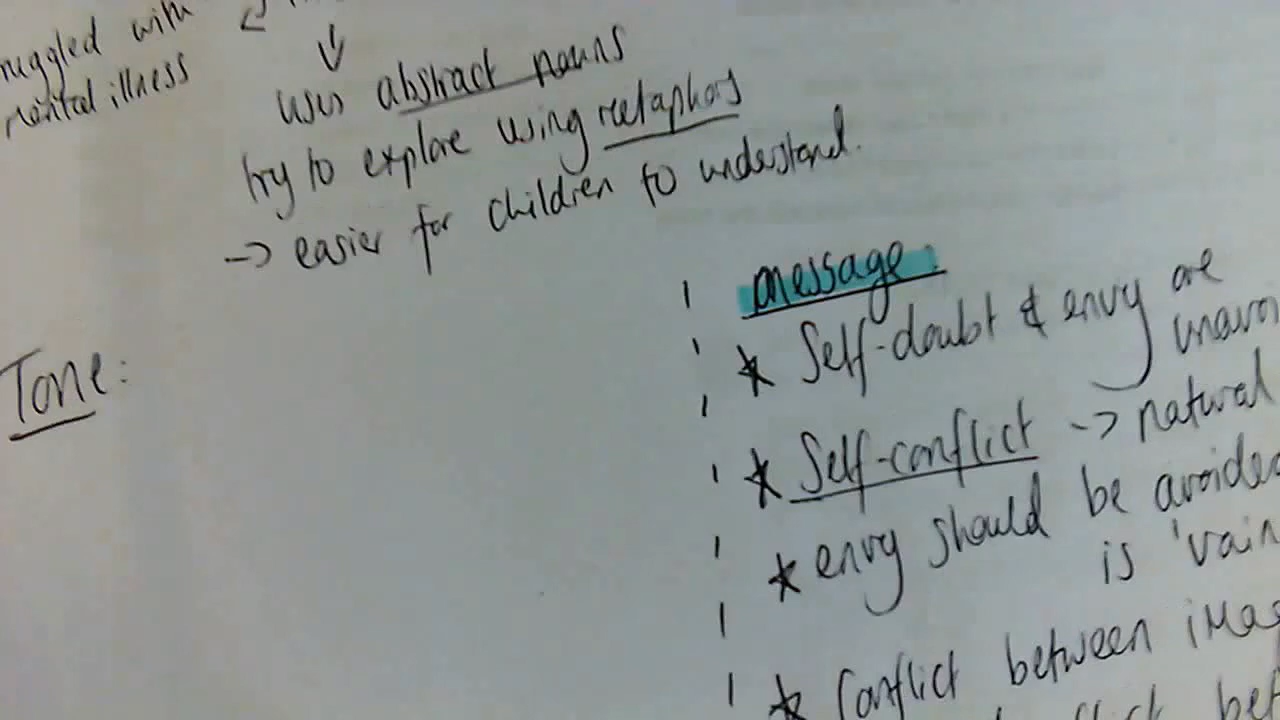 with
mental illness
uses abstract nouns
try to explore using metaphors
-> easier for children to understand.
message:
* Self-doubt & envy are
Tone:
* Self-conflict -> natural
* envy should be avoided
is 'vain
* Conflict between